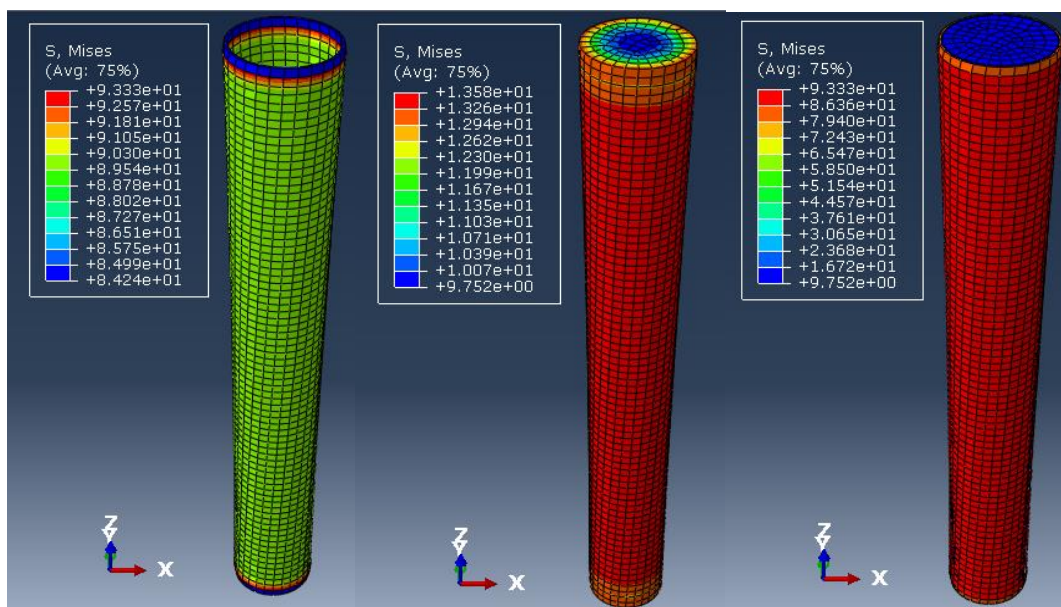 S, Mises
(Avg: 75%)
+9.333e+01
+9.257e+01
+9.181e+01
+9.105e+01
+9.030e+01
+8.954e+01
+8.878e+01
+8.802e+01
+8.727e+01
+8.651e+01
+8.575e+01
+8.499e+01
+8.424e+01
Z
Y
X
S, Mises
(Avg: 75%)
+1.358e+01
+1.326e+01
+1.294e+01
+1.262e+01
+1.230e+01
+1.199e+01
+1.167e+01
+1.135e+01
+1.103e+01
+1.071e+01
+1.039e+01
+1.007e+01
+9.752e+00
Z
Y
X
S, Mises
(Avg: 75%)
+9.333e+01
+8.636e+01
+7.940e+01
+7.243e+01
+6.547e+01
+5.850e+01
+5.154e+01
+4.457e+01
+3.761e+01
+3.065e+01
+2.368e+01
+1.672e+01
+9.752e+00
Z
Y
X